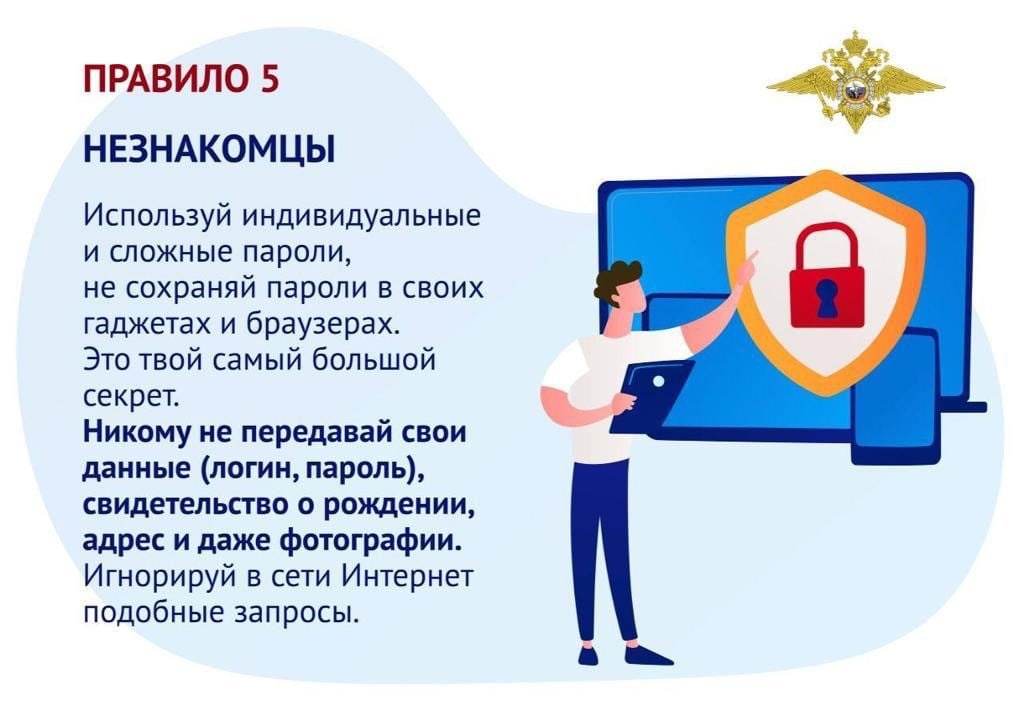 ПРАВИЛО 5
НЕЗНАКОМЦЫ
Используй индивидуальные
и сложные пароли,
не сохраняй пароли в своих
гаджетах и браузерах.
Это твой самый большой
секрет.
Никому не передавай свои
данные (логин, пароль),
свидетельство о рождении,
адрес и даже фотографии.
Игнорируй в сети Интернет
подобные запросы.